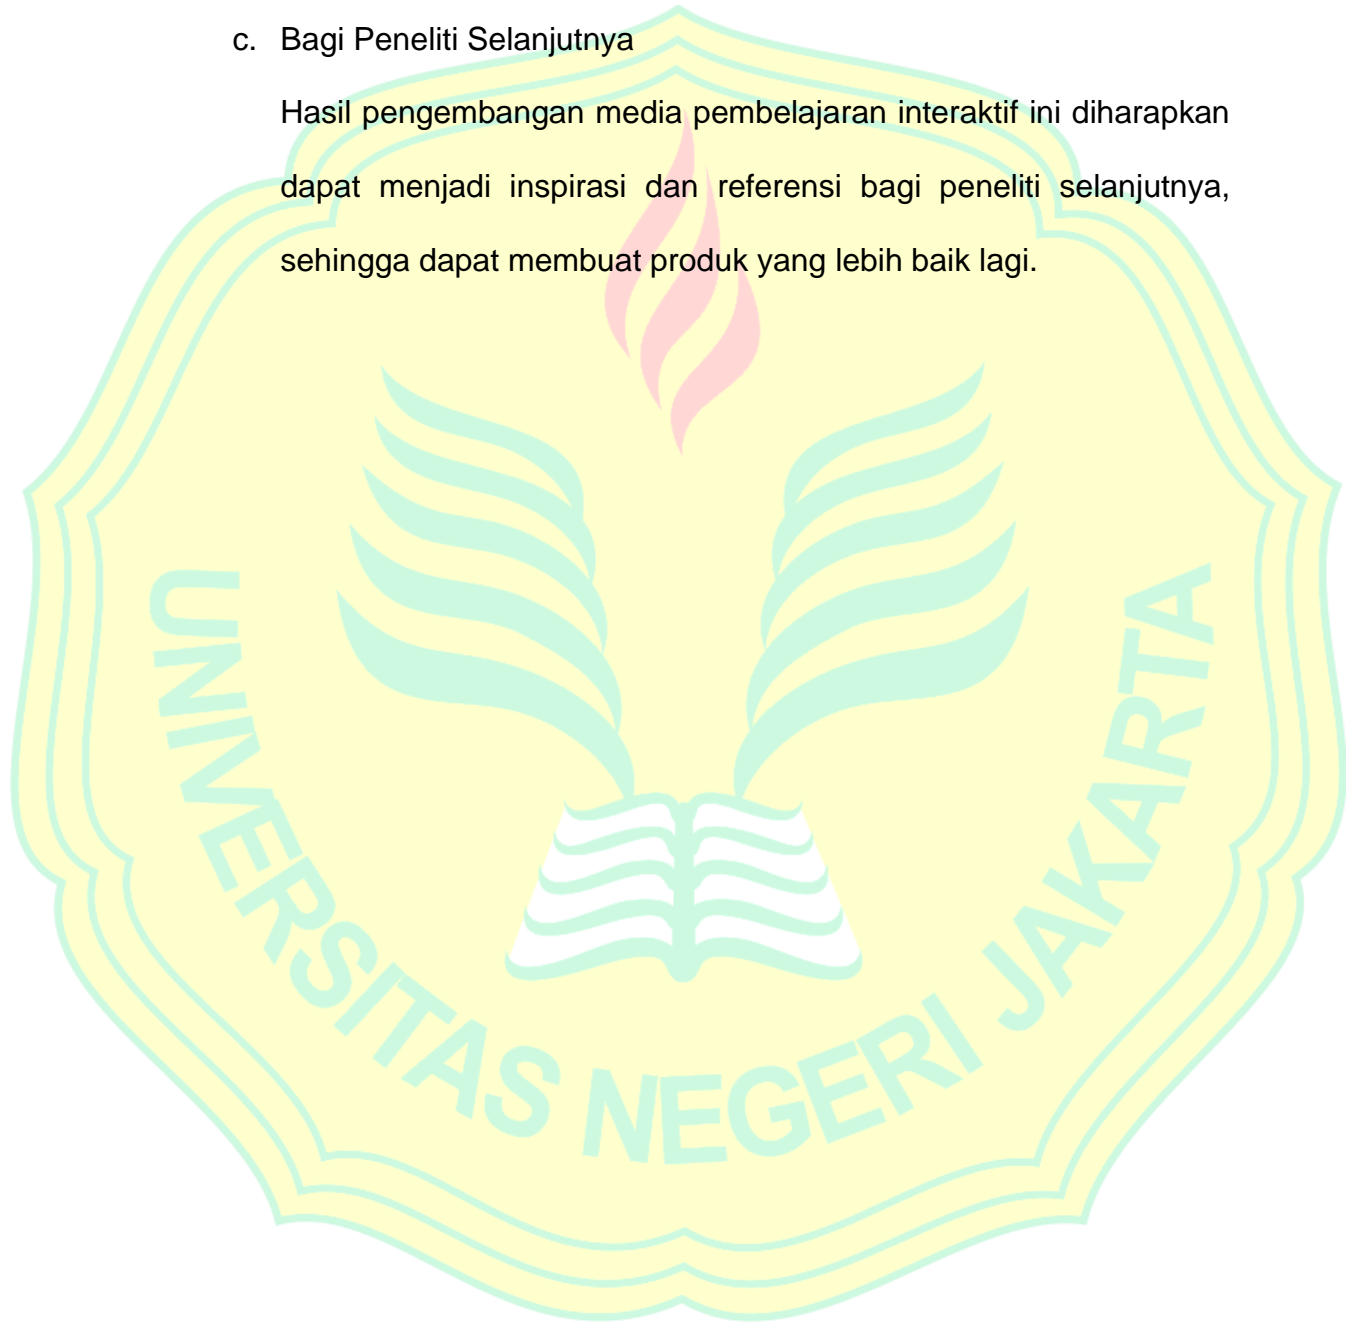 c. Bagi Peneliti Selanjutnya
Hasil pengembangan media pembelajaran interaktif ini diharapkan
dapat menjadi inspirasi dan referensi bagi peneliti selanjutnya,
sehingga dapat membuat produk yang lebih baik lagi.
UNIVERSITAS NEGERI JAKARTA